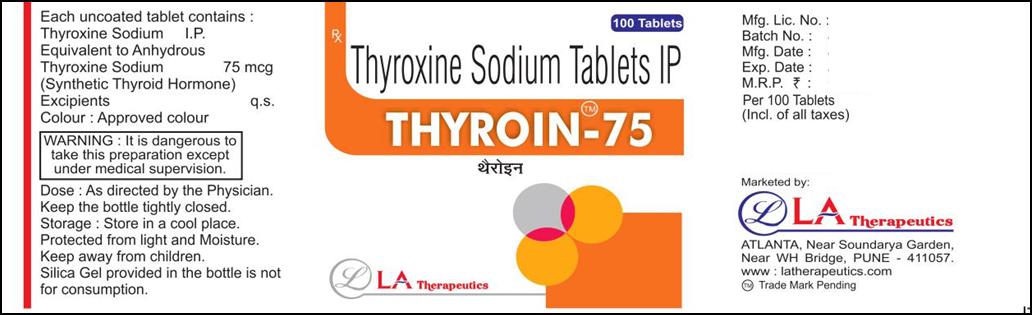 Each uncoated tablet contains :
Thyroxine Sodium I.P.
Equivalent to Anhydrous
Thyroxine Sodium 75 mcg
(Synthetic Thyroid Hormone)
Excipients q.s.
Colour : Approved colour
WARNING : It is dangerous to
take this preparation except
under medical supervision.
Dose : As directed by the Physician.
Keep the bottle tightly closed.
Storage : Store in a cool place.
Protected from light and Moisture.
Keep away from children.
Silica Gel provided in the bottle is not
for consumption.
100 Tablets
Rx
Thyroxine Sodium Tablets IP
THYROIN™-75
थैरोइन
L LA Therapeutics
Mfg. Lic. No. :
Batch No. :
Mfg. Date :
Exp. Date :
M.R.P. ₹ :
Per 100 Tablets
(Incl. of all taxes)
Marketed by:
L LA Therapeutics
ATLANTA, Near Soundarya Garden,
Near WH Bridge, PUNE - 411057.
www : latherapeutics.com
TM Trade Mark Pending